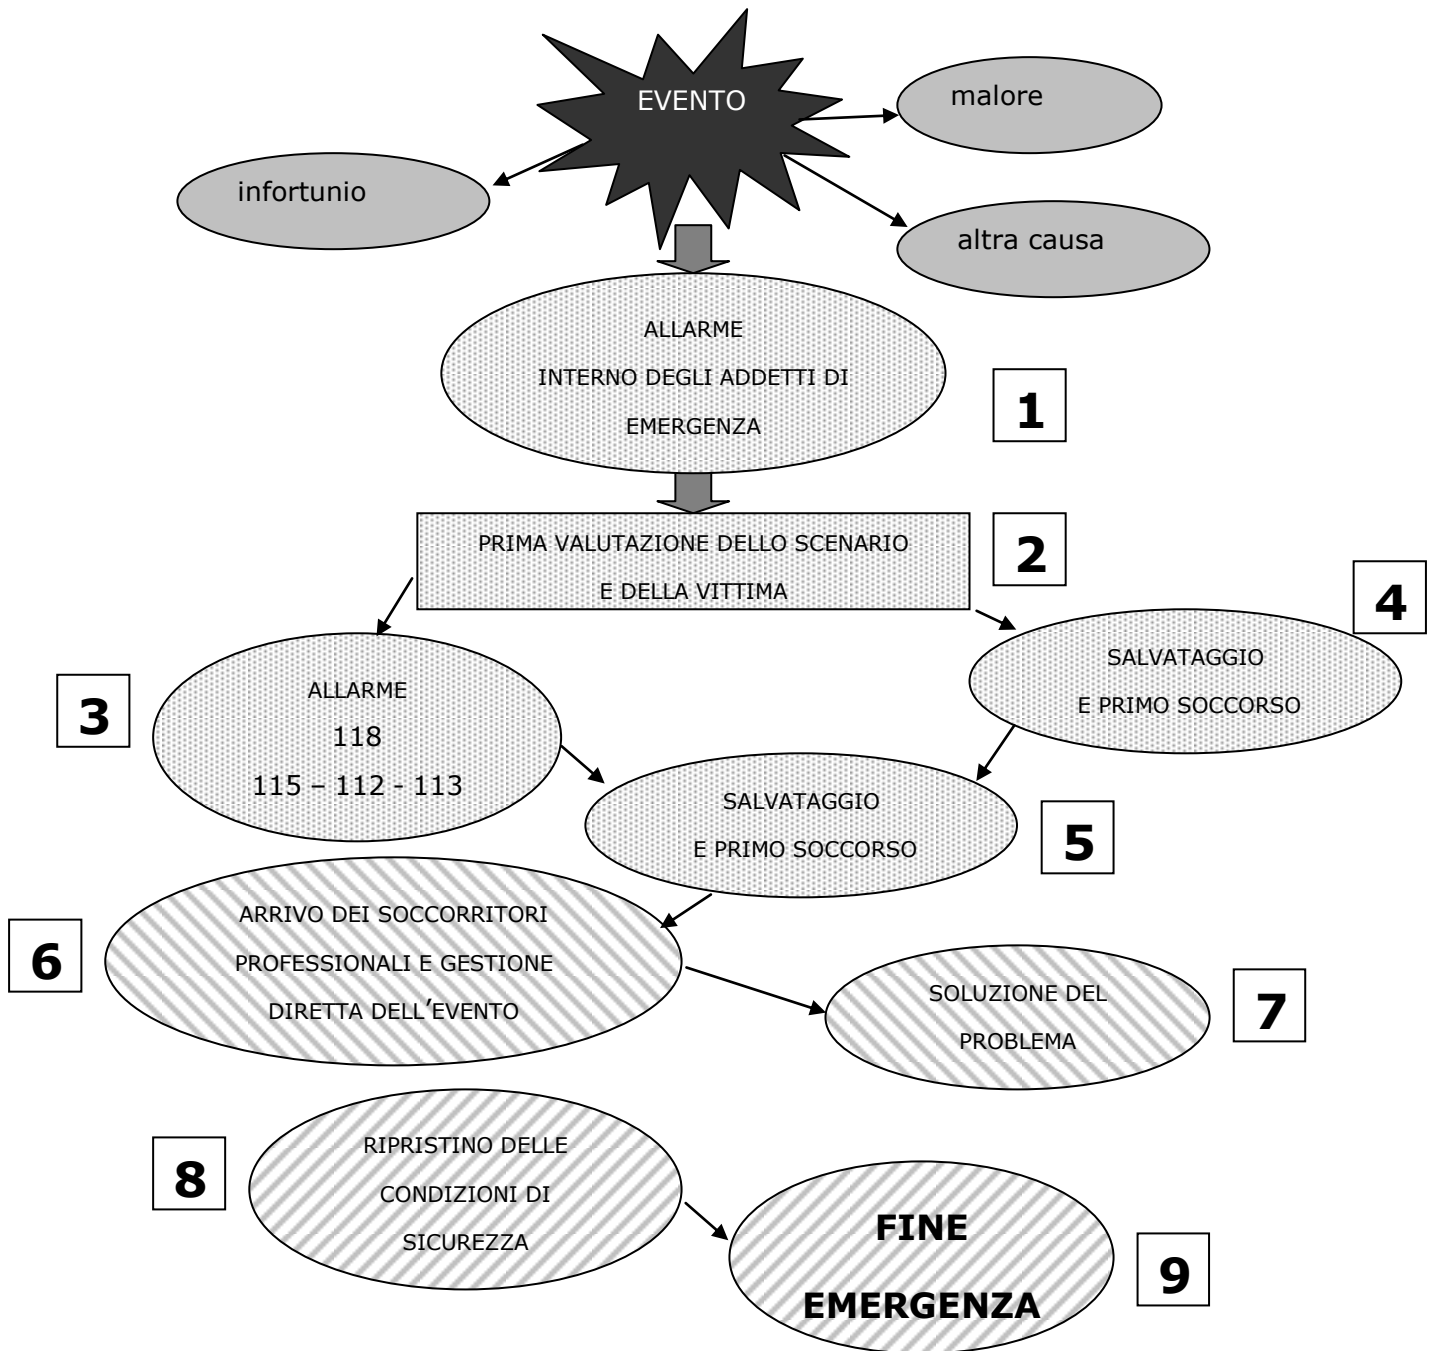 EVENTO
malore
infortunio
altra causa
ALLARME
INTERNO DEGLI ADDETTI DI
EMERGENZA
1
PRIMA VALUTAZIONE DELLO SCENARIO
E DELLA VITTIMA
2
4
SALVATAGGIO
E PRIMO SOCCORSO
3
ALLARME
118
115 – 112 - 113
SALVATAGGIO
E PRIMO SOCCORSO
5
6
ARRIVO DEI SOCCORRITORI
PROFESSIONALI E GESTIONE
DIRETTA DELL’EVENTO
SOLUZIONE DEL
PROBLEMA
7
8
RIPRISTINO DELLE
CONDIZIONI DI
SICUREZZA
FINE
EMERGENZA
9